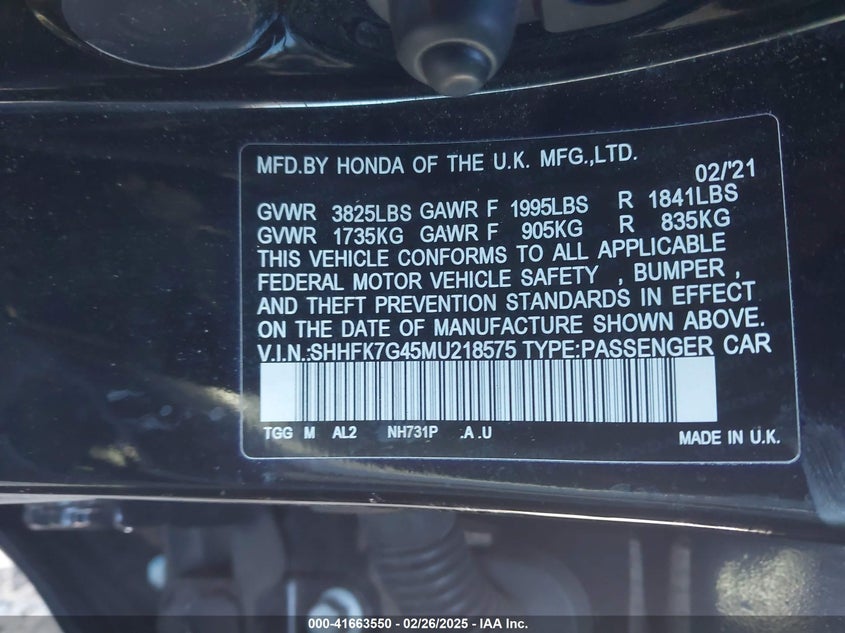 MFD.BY HONDA OF THE U.K. MFG.,LTD.
02/'21
GVWR 3825LBS GAWR F 1995LBS R 1841LBS
GVWR 1735KG GAWR F 905KG R 835KG
THIS VEHICLE CONFORMS TO ALL APPLICABLE
FEDERAL MOTOR VEHICLE SAFETY , BUMPER ,
AND THEFT PREVENTION STANDARDS IN EFFECT
ON THE DATE OF MANUFACTURE SHOWN ABOVE.
V.I.N.:SHHFK7G45MU218575 TYPE:PASSENGER CAR
TGG M AL2 NH731P .A .U
MADE IN U.K.
000-41663550 / 02/26/2025 - IAA Inc.